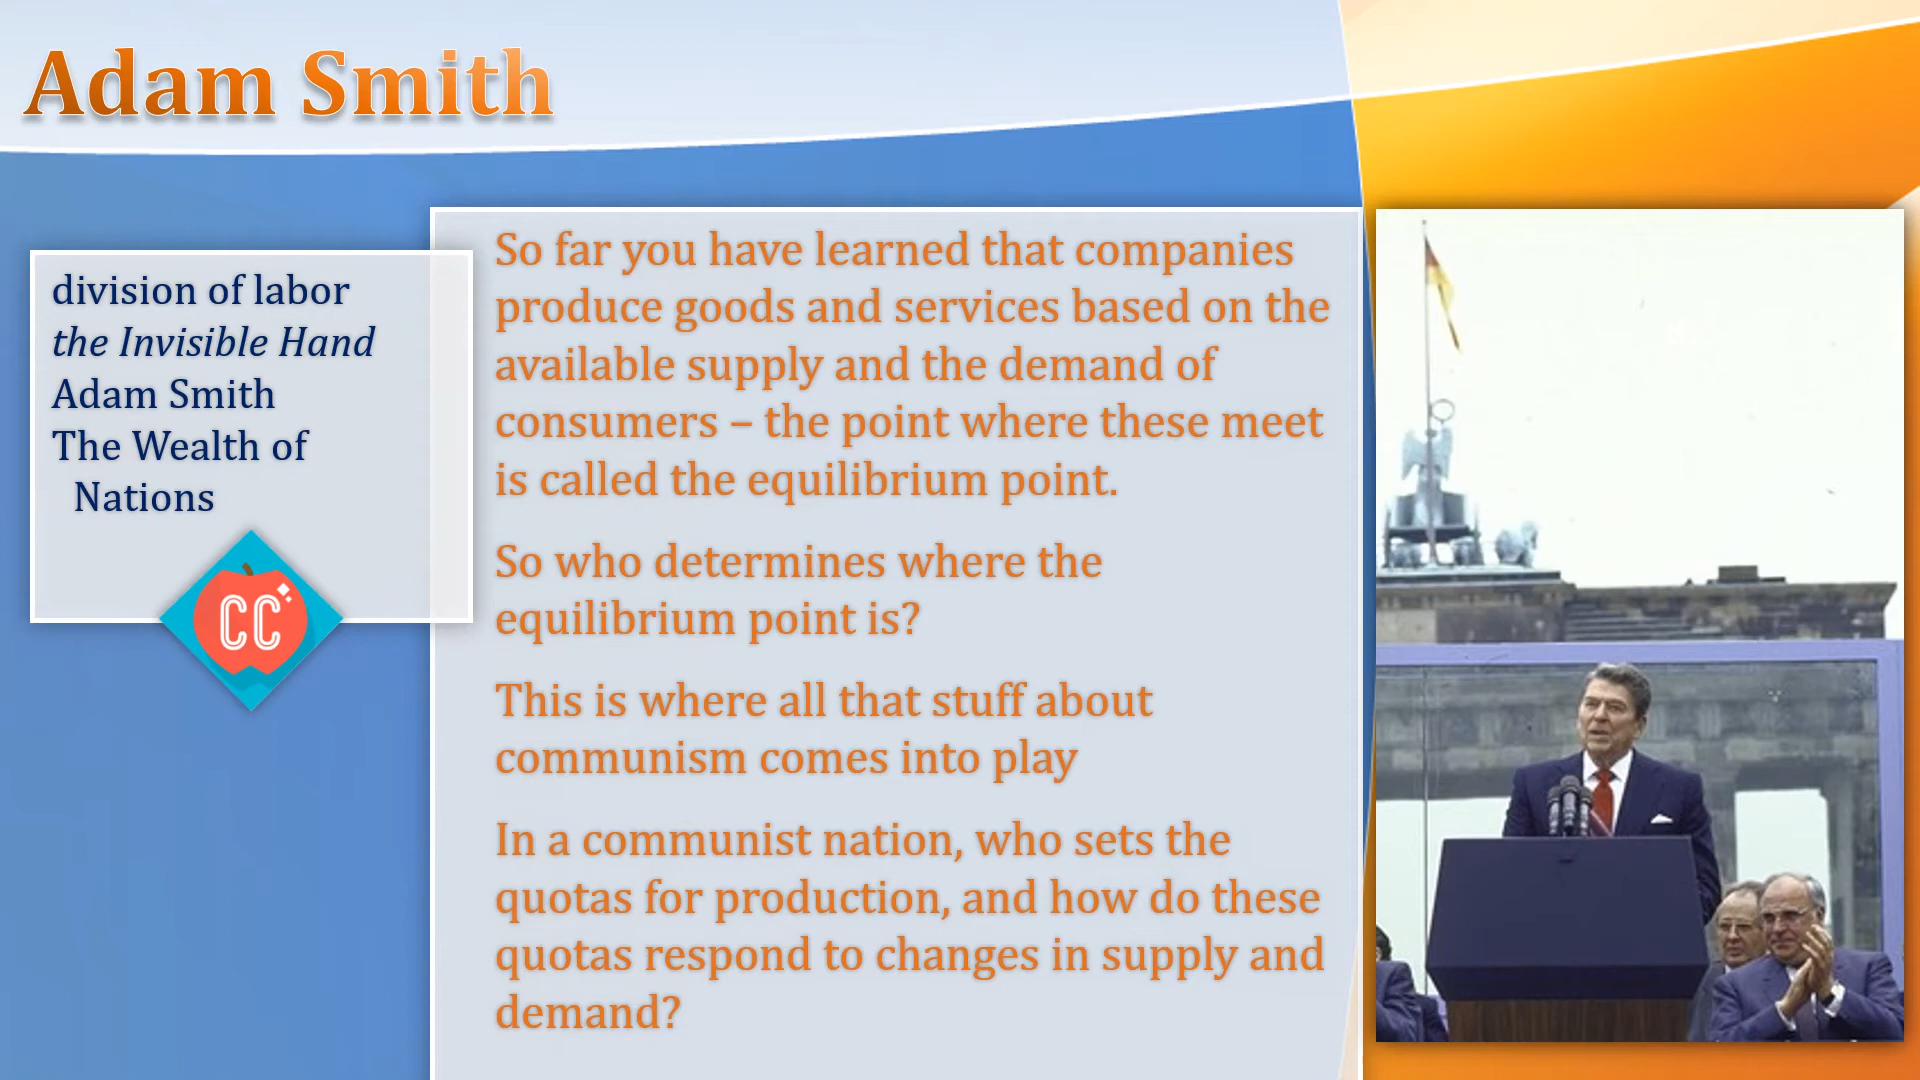 Adam Smith
division of labor
the Invisible Hand
Adam Smith
The Wealth of
Nations
CC
So far you have learned that companies
produce goods and services based on the
available supply and the demand of
consumers – the point where these meet
is called the equilibrium point.
So who determines where the
equilibrium point is?
This is where all that stuff about
communism comes into play
In a communist nation, who sets the
quotas for production, and how do these
quotas respond to changes in supply and
demand?